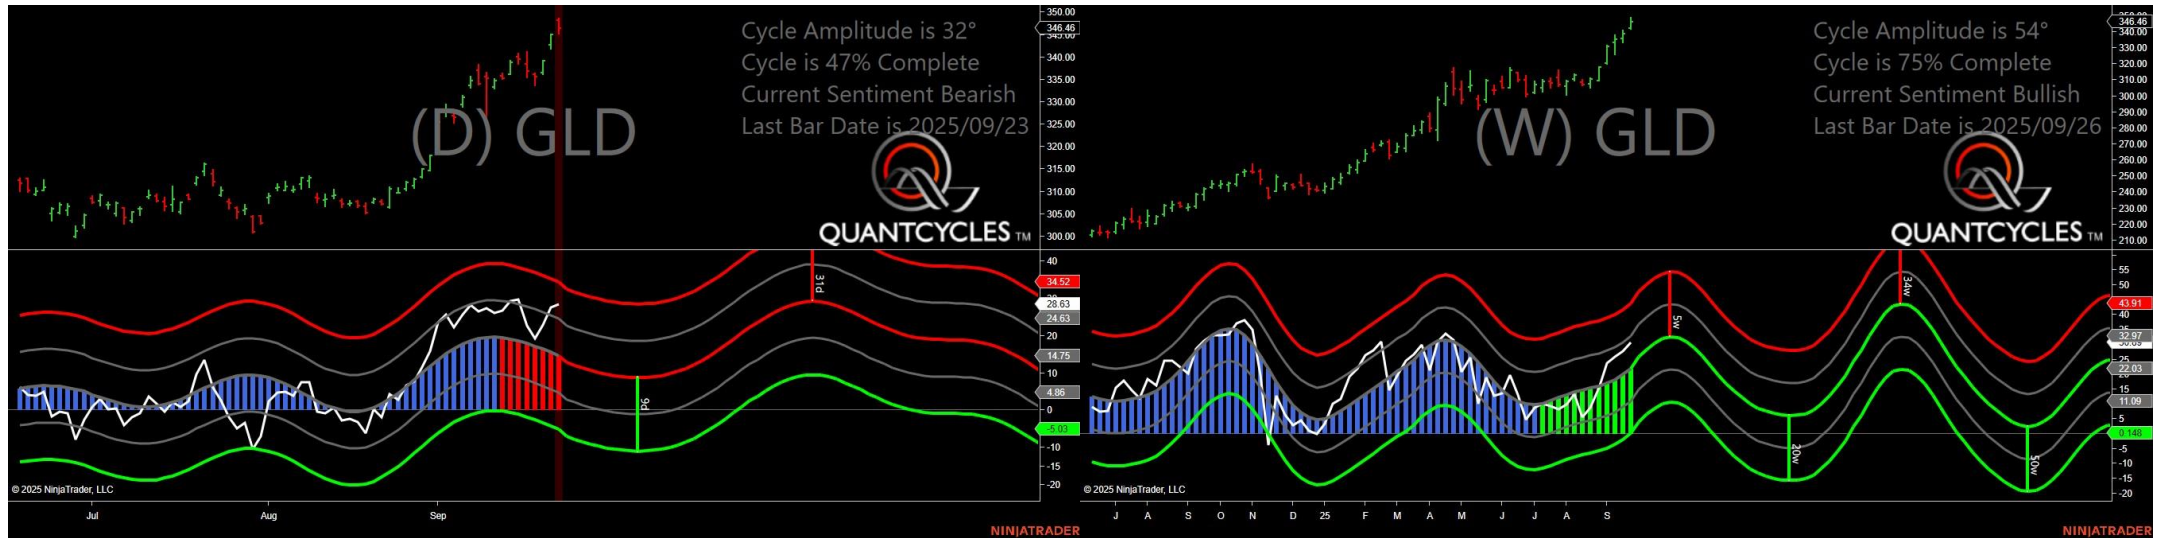 Cycle Amplitude is 32°
Cycle is 47% Complete
Current Sentiment Bearish
Last Bar Date is 2025/09/23
(D) GLD
QUANTCYCLES TM
350.00
346.46
345.00
340.00
335.00
330.00
325.00
320.00
315.00
310.00
305.00
300.00
40
34.52
28.63
24.63
20
14.75
10
4.86
0
-5.03
-10
-15
-20
9d
31d
© 2025 NinjaTrader, LLC
Jul
Aug
Sep
NINJATRADER
Cycle Amplitude is 54°
Cycle is 75% Complete
Current Sentiment Bullish
Last Bar Date is 2025/09/26
(W) GLD
QUANTCYCLES TM
346.46
340.00
330.00
320.00
310.00
300.00
290.00
280.00
270.00
260.00
250.00
240.00
230.00
220.00
210.00
55
50
43.91
40
32.97
25
22.03
15
11.09
5
0.148
-5
-10
-15
-20
5w
20w
34w
50w
© 2025 NinjaTrader, LLC
J A S O N D 25 F M A M J J A S
NINJATRADER